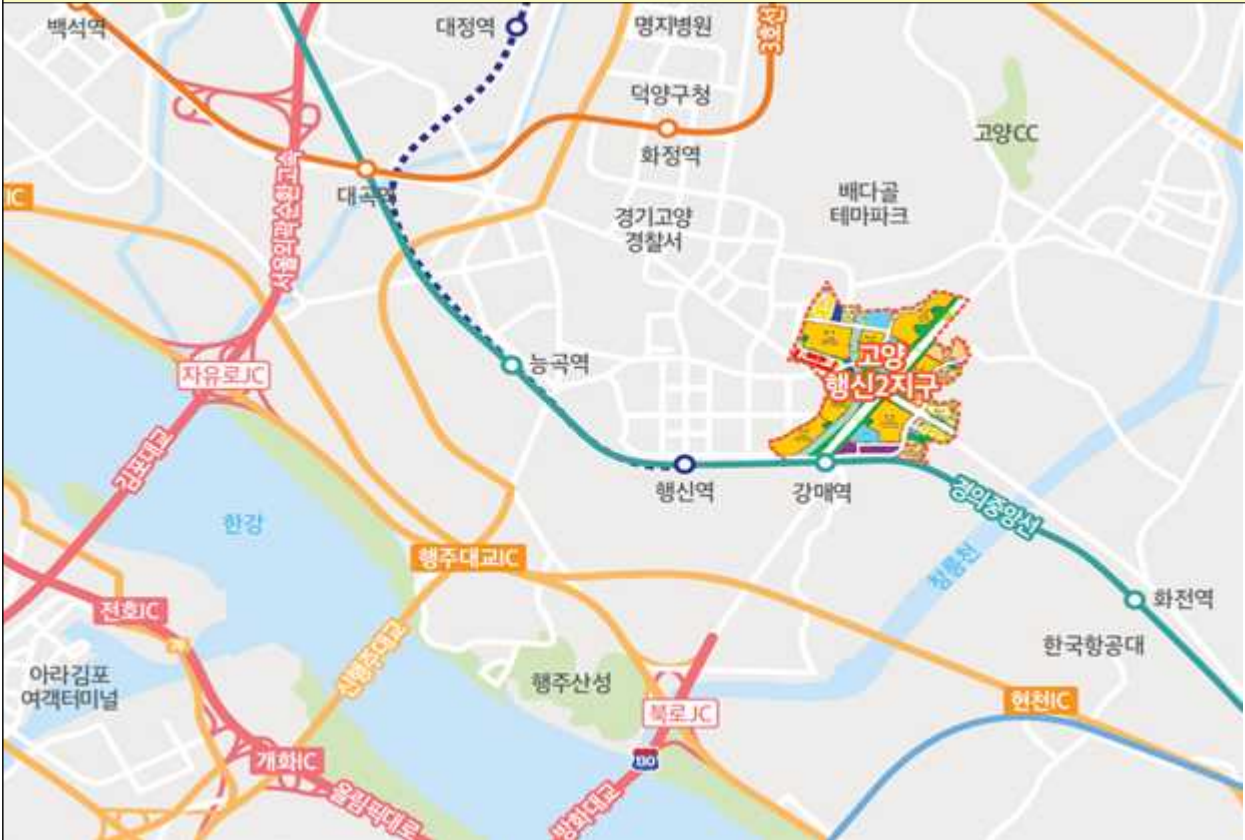 백석역
대정역
명지병원
3호선
덕양구청
화정역
고양CC
대곡역
IC
배다골
테마파크
경기고양
경찰서
서울외곽순환고속
고양
행신2지구
능곡역
자유로JC
김포대교
행신역
강매역
경의중앙선
한강
행주대교IC
창릉천
화전역
전호IC
신행주대교
한국항공대
아라김포
여객터미널
행주산성
현천IC
북로JC
130
개화IC
올림픽대로
방화대교